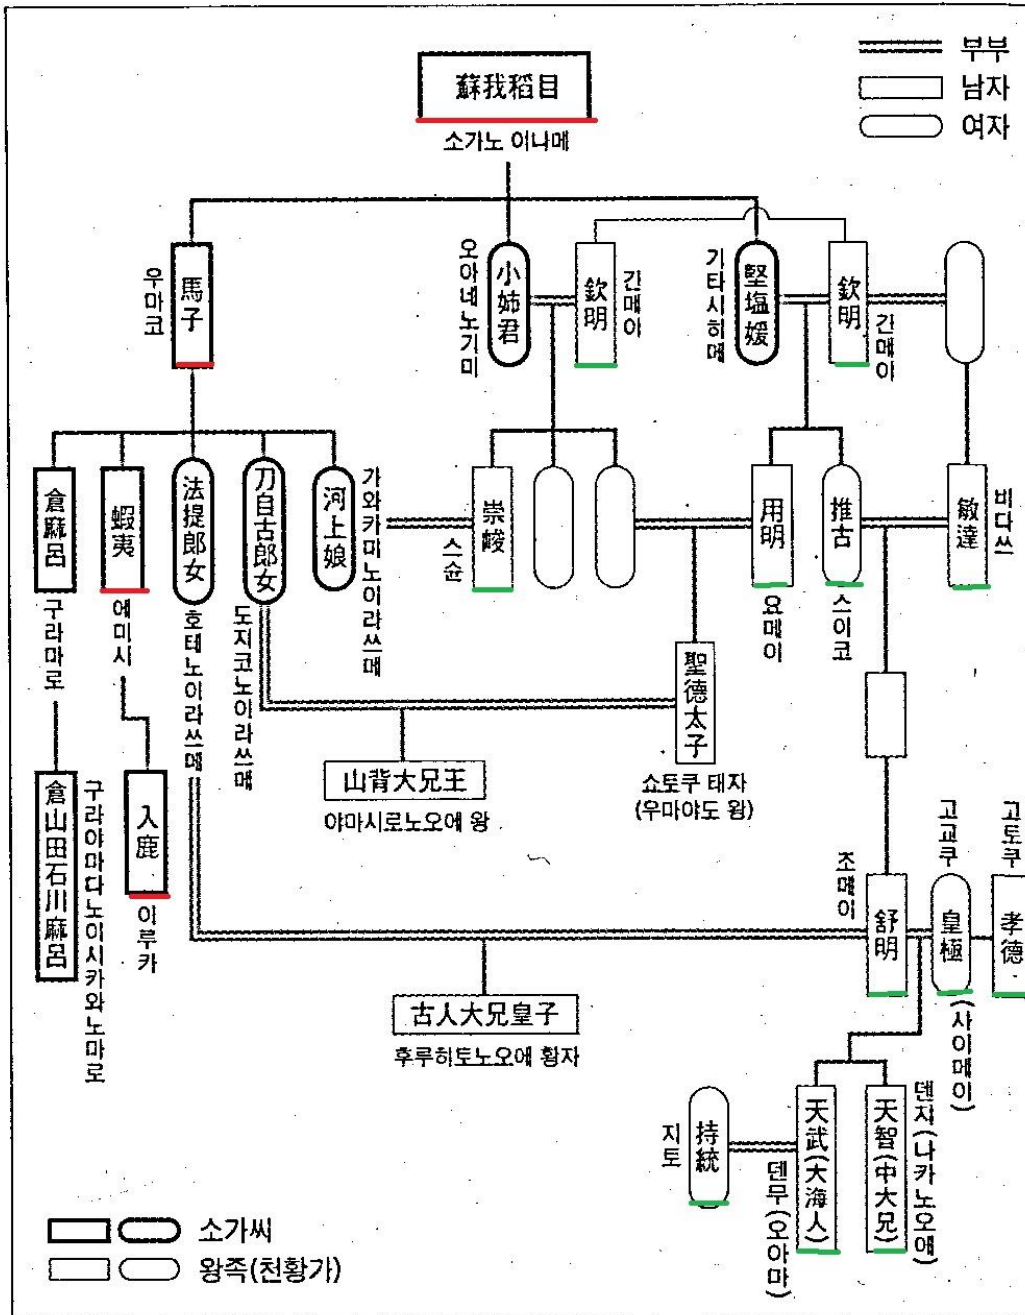 부부
남자
여자
蘇我稻目
소가노 이나메
馬子
우마코
小姉君
오아네노기미
欽明
간메이
堅塩媛
기타시히메
欽明
간메이
倉麻呂
구라마로
蝦夷
에미시
法提郎女
호테노이라쓰메
刀自古郎女
도지코노이라쓰메
河上娘
가와카미노이라쓰메
崇峻
스슌
用明
요메이
推古
스이코
敏達
비다쓰
聖德太子
쇼토쿠 태자
(우마야도 왕)
山背大兄王
야마시로노오에 왕
倉山田石川麻呂
구라야마다노이시카와노마로
入鹿
이루카
舒明
조메이
皇極
고교쿠
(사이메이)
孝德
고토쿠
古人大兄皇子
후루히토노오에 황자
持統
지토
天武(大海人)
덴무(오아마)
天智(中大兄)
덴지(나카노오에)
소가씨
왕족(천황가)